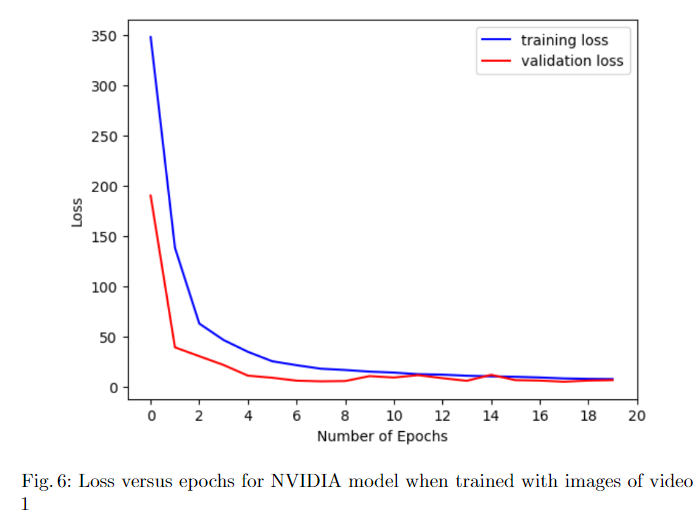 350
300
250
200
150
100
50
0
Loss
training loss
validation loss
0 2 4 6 8 10 12 14 16 18 20
Number of Epochs
Fig. 6: Loss versus epochs for NVIDIA model when trained with images of video
1